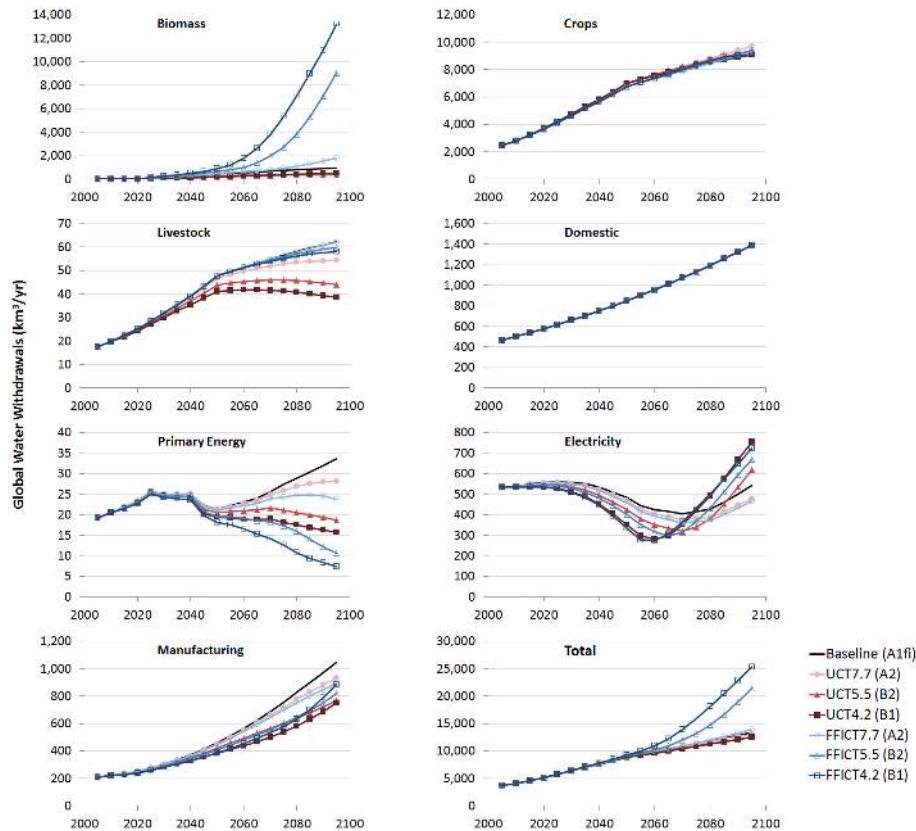 Global Water Withdrawals (km³/yr)
Biomass
14,000
12,000
10,000
8,000
6,000
4,000
2,000
0
2000 2020 2040 2060 2080 2100
Crops
12,000
10,000
8,000
6,000
4,000
2,000
0
2000 2020 2040 2060 2080 2100
Livestock
70
60
50
40
30
20
10
0
2000 2020 2040 2060 2080 2100
Domestic
1,600
1,400
1,200
1,000
800
600
400
200
0
2000 2020 2040 2060 2080 2100
Primary Energy
40
35
30
25
20
15
10
5
0
2000 2020 2040 2060 2080 2100
Electricity
800
700
600
500
400
300
200
100
0
2000 2020 2040 2060 2080 2100
Manufacturing
1,200
1,000
800
600
400
200
0
2000 2020 2040 2060 2080 2100
Total
30,000
25,000
20,000
15,000
10,000
5,000
0
2000 2020 2040 2060 2080 2100
Baseline (A1fi)
UCT7.7 (A2)
UCT5.5 (B2)
UCT4.2 (B1)
FFICT7.7 (A2)
FFICT5.5 (B2)
FFICT4.2 (B1)